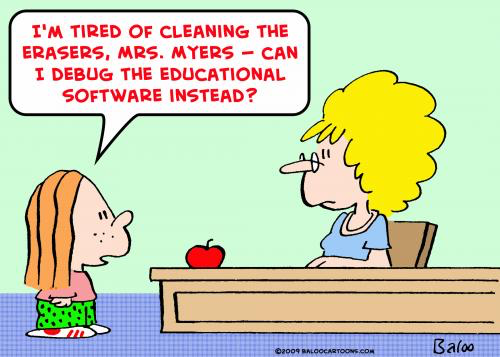 I'M TIRED OF CLEANING THE
ERASERS, MRS. MYERS – CAN
I DEBUG THE EDUCATIONAL
SOFTWARE INSTEAD?
Baloo
©2009 BALOOCARTOONS.COM